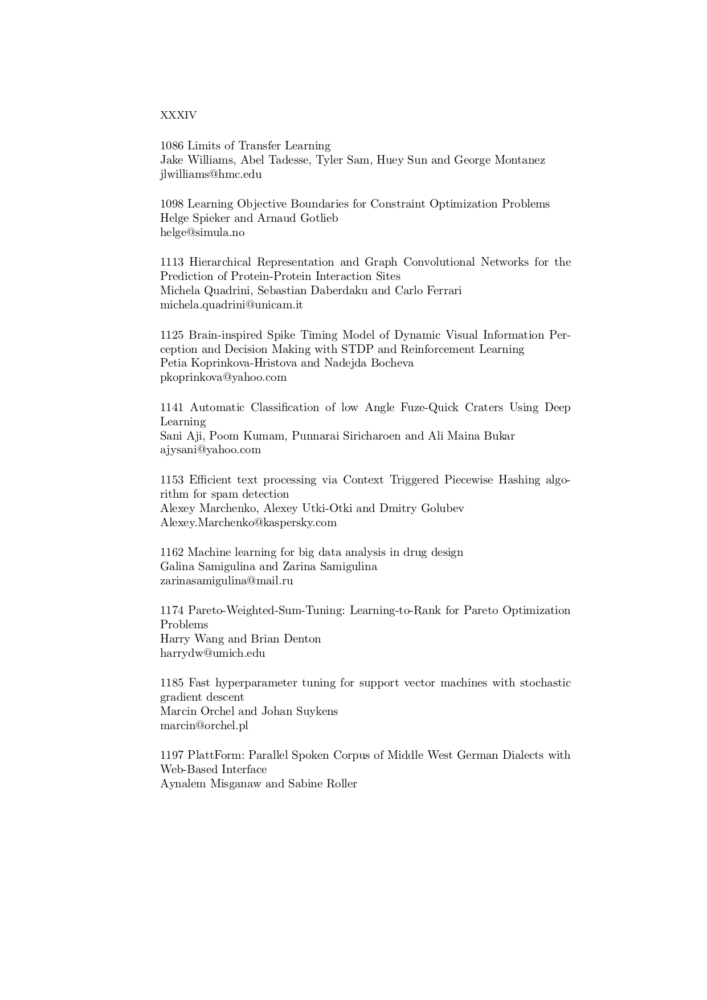 XXXIV
1086 Limits of Transfer Learning
Jake Williams, Abel Tadesse, Tyler Sam, Huey Sun and George Montanez
jlwilliams@hmc.edu
1098 Learning Objective Boundaries for Constraint Optimization Problems
Helge Spieker and Arnaud Gotlieb
helge@simula.no
1113 Hierarchical Representation and Graph Convolutional Networks for the
Prediction of Protein-Protein Interaction Sites
Michela Quadrini, Sebastian Daberdaku and Carlo Ferrari
michela.quadrini@unicam.it
1125 Brain-inspired Spike Timing Model of Dynamic Visual Information Per-
ception and Decision Making with STDP and Reinforcement Learning
Petia Koprinkova-Hristova and Nadejda Bocheva
pkoprinkova@yahoo.com
1141 Automatic Classification of low Angle Fuze-Quick Craters Using Deep
Learning
Sani Aji, Poom Kumam, Punnarai Siricharoen and Ali Maina Bukar
ajysani@yahoo.com
1153 Efficient text processing via Context Triggered Piecewise Hashing algo-
rithm for spam detection
Alexey Marchenko, Alexey Utki-Otki and Dmitry Golubev
Alexey.Marchenko@kaspersky.com
1162 Machine learning for big data analysis in drug design
Galina Samigulina and Zarina Samigulina
zarinasamigulina@mail.ru
1174 Pareto-Weighted-Sum-Tuning: Learning-to-Rank for Pareto Optimization
Problems
Harry Wang and Brian Denton
harrydw@umich.edu
1185 Fast hyperparameter tuning for support vector machines with stochastic
gradient descent
Marcin Orchel and Johan Suykens
marcin@orchel.pl
1197 PlattForm: Parallel Spoken Corpus of Middle West German Dialects with
Web-Based Interface
Aynalem Misganaw and Sabine Roller